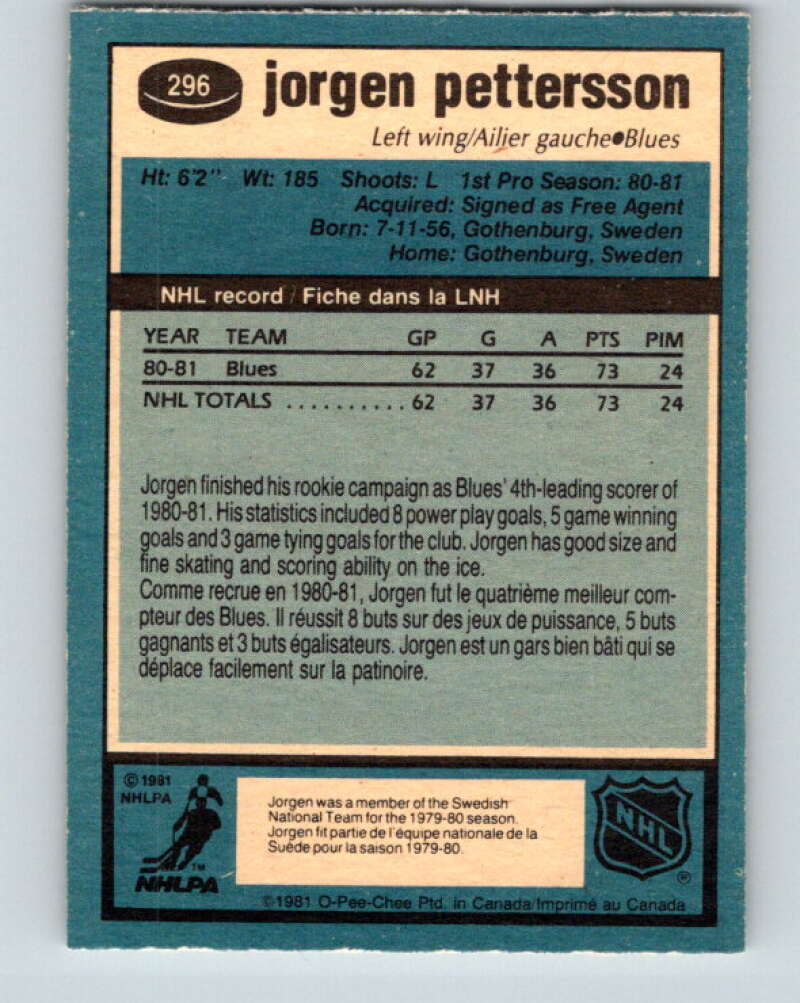 296 jorgen pettersson
Left wing/Ailier gauche●Blues
Ht: 6'2" Wt: 185 Shoots: L 1st Pro Season: 80-81
Acquired: Signed as Free Agent
Born: 7-11-56, Gothenburg, Sweden
Home: Gothenburg, Sweden
NHL record / Fiche dans la LNH
YEAR TEAM GP G A PTS PIM
80-81 Blues 62 37 36 73 24
NHL TOTALS .......... 62 37 36 73 24
Jorgen finished his rookie campaign as Blues' 4th-leading scorer of
1980-81. His statistics included 8 power play goals, 5 game winning
goals and 3 game tying goals for the club. Jorgen has good size and
fine skating and scoring ability on the ice.
Comme recrue en 1980-81, Jorgen fut le quatrième meilleur com-
pteur des Blues. Il réussit 8 buts sur des jeux de puissance, 5 buts
gagnants et 3 buts égalisateurs. Jorgen est un gars bien bâti qui se
déplace facilement sur la patinoire.
© 1981
NHLPA
TM
NHLPA
Jorgen was a member of the Swedish
National Team for the 1979-80 season.
Jorgen fit partie de l'équipe nationale de la
Suède pour la saison 1979-80.
NHL
®
©1981 O-Pee-Chee Ptd. in Canada/Imprimé au Canada